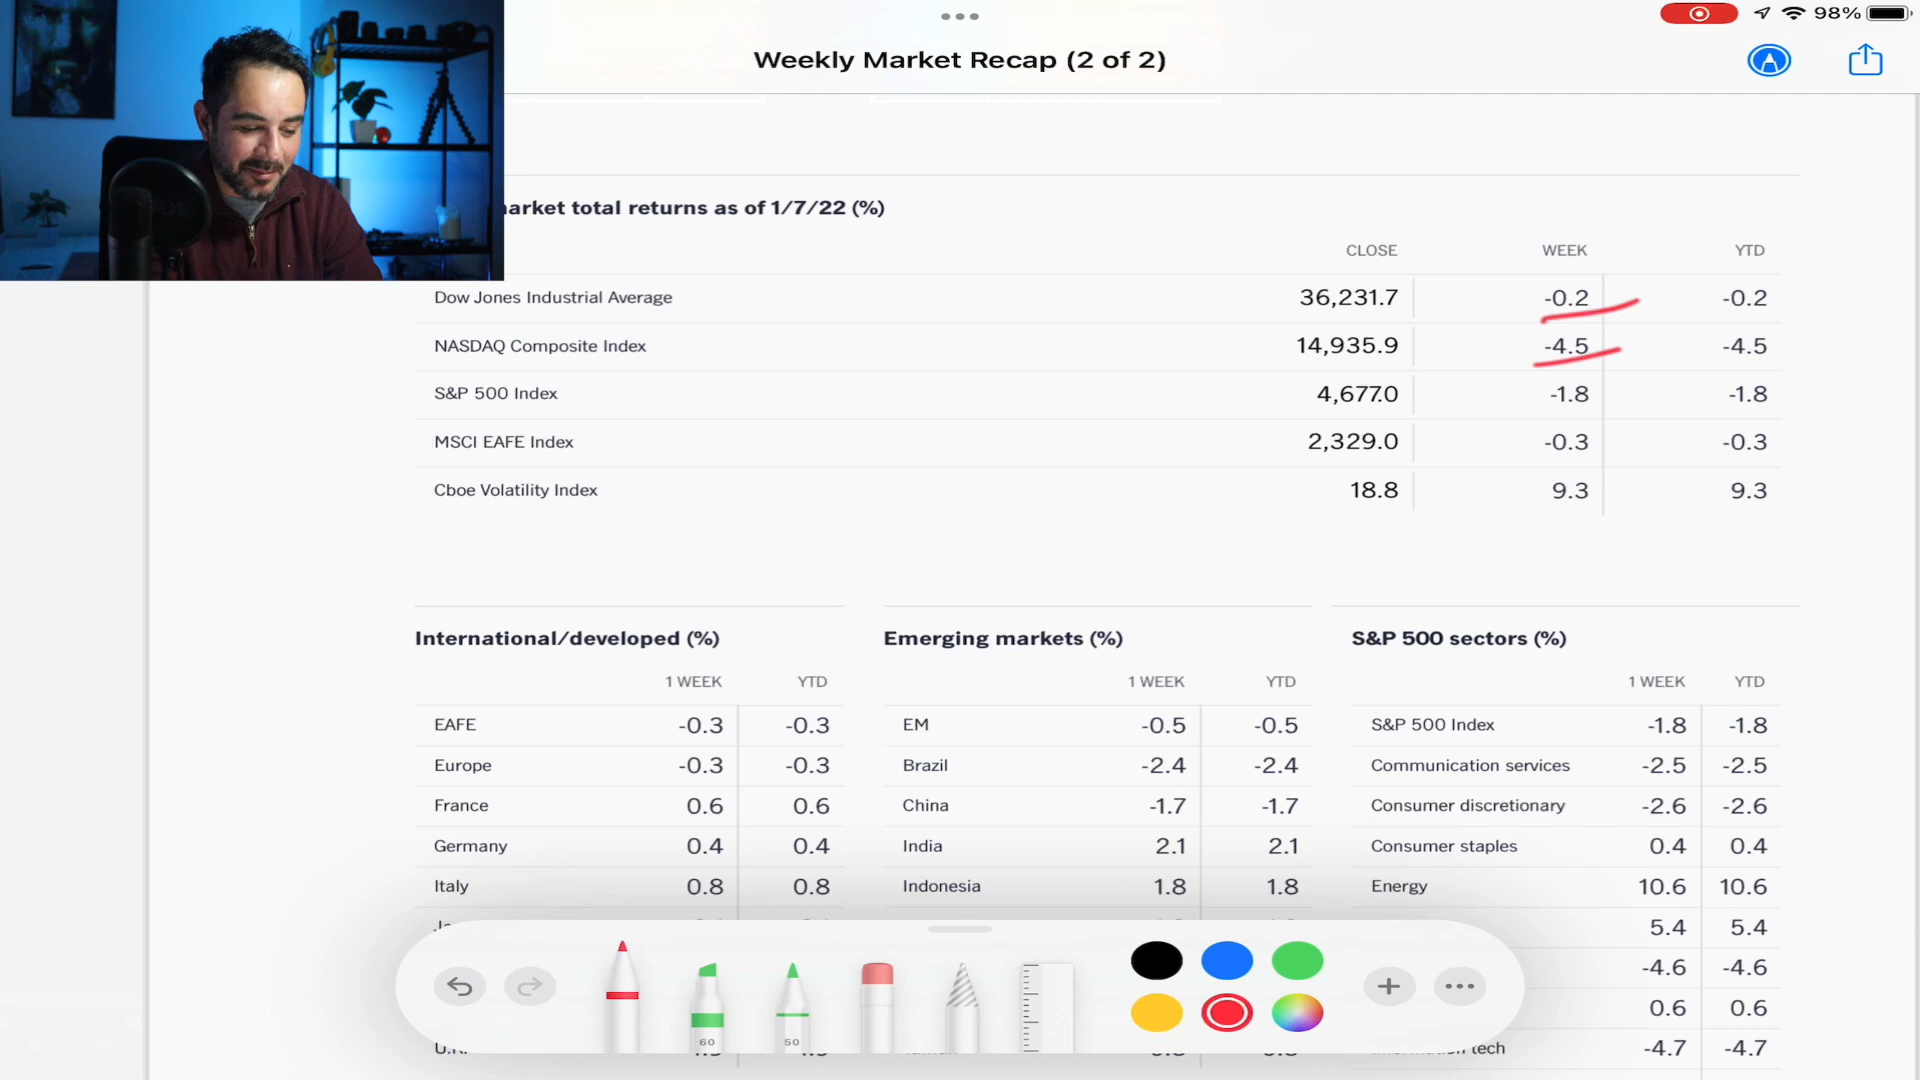 98%
Weekly Market Recap (2 of 2)
market total returns as of 1/7/22 (%)
CLOSE WEEK YTD
Dow Jones Industrial Average 36,231.7 -0.2 -0.2
NASDAQ Composite Index 14,935.9 -4.5 -4.5
S&P 500 Index 4,677.0 -1.8 -1.8
MSCI EAFE Index 2,329.0 -0.3 -0.3
Cboe Volatility Index 18.8 9.3 9.3
International/developed (%)
1 WEEK YTD
EAFE -0.3 -0.3
Europe -0.3 -0.3
France 0.6 0.6
Germany 0.4 0.4
Italy 0.8 0.8
Emerging markets (%)
1 WEEK YTD
EM -0.5 -0.5
Brazil -2.4 -2.4
China -1.7 -1.7
India 2.1 2.1
Indonesia 1.8 1.8
S&P 500 sectors (%)
1 WEEK YTD
S&P 500 Index -1.8 -1.8
Communication services -2.5 -2.5
Consumer discretionary -2.6 -2.6
Consumer staples 0.4 0.4
Energy 10.6 10.6
5.4 5.4
-4.6 -4.6
0.6 0.6
tech -4.7 -4.7
60
50